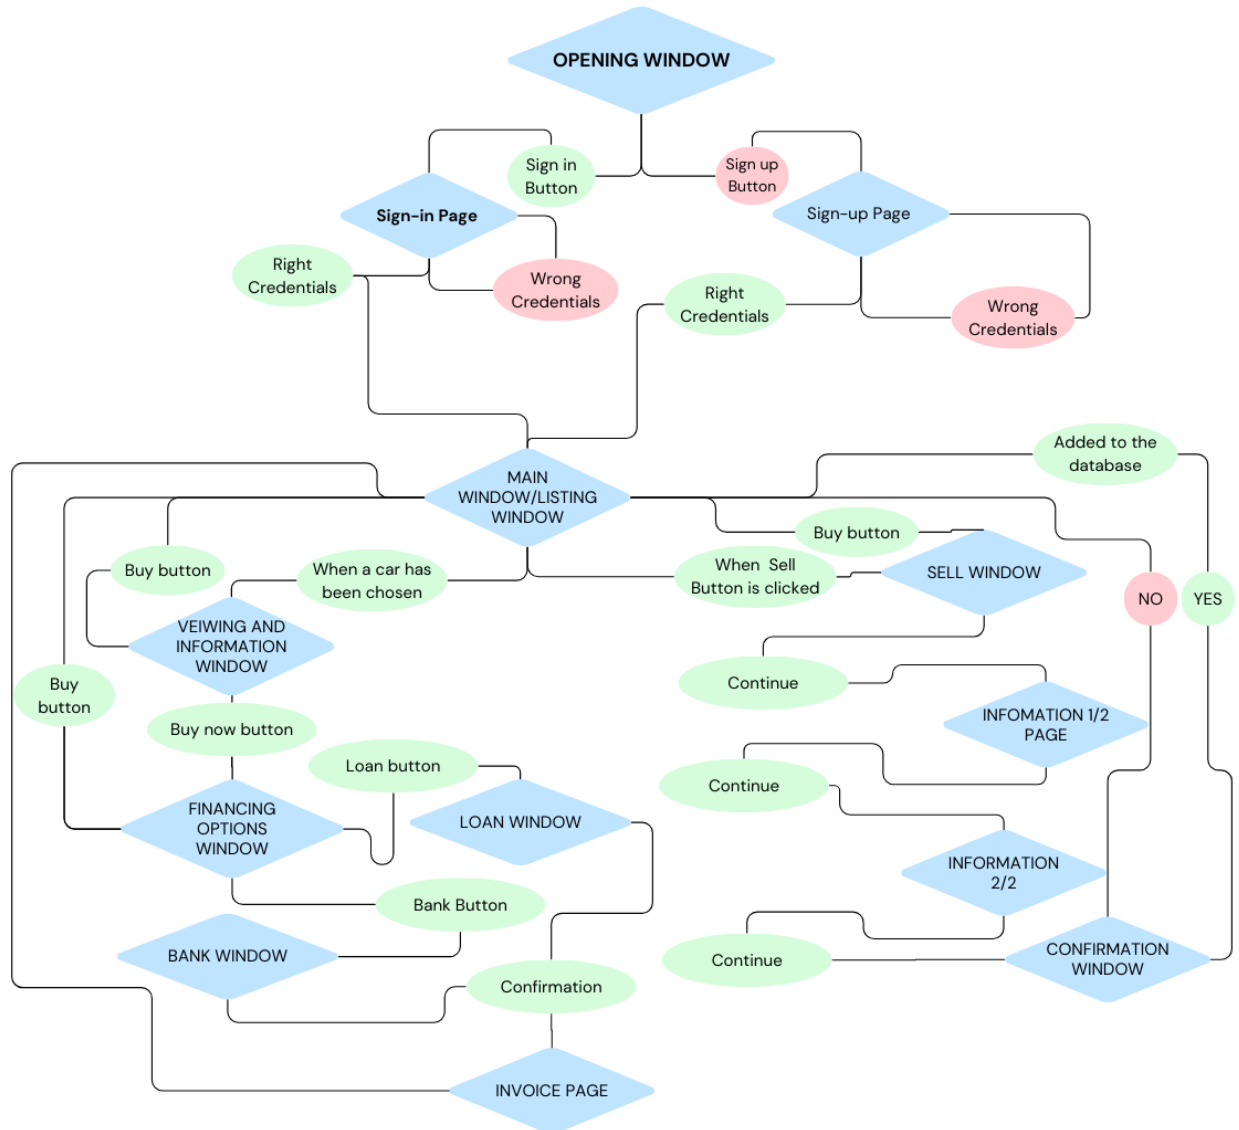 OPENING WINDOW
Sign in
Button
Sign up
Button
Sign-in Page
Sign-up Page
Right
Credentials
Wrong
Credentials
Right
Credentials
Wrong
Credentials
Added to the
database
MAIN
WINDOW/LISTING
WINDOW
Buy button
Buy button
When a car has
been chosen
When Sell
Button is clicked
SELL WINDOW
NO
YES
VEIWING AND
INFORMATION
WINDOW
Buy
button
Continue
INFOMATION 1/2
PAGE
Buy now button
Loan button
Continue
FINANCING
OPTIONS
WINDOW
LOAN WINDOW
INFORMATION
2/2
Bank Button
BANK WINDOW
Continue
CONFIRMATION
WINDOW
Confirmation
INVOICE PAGE